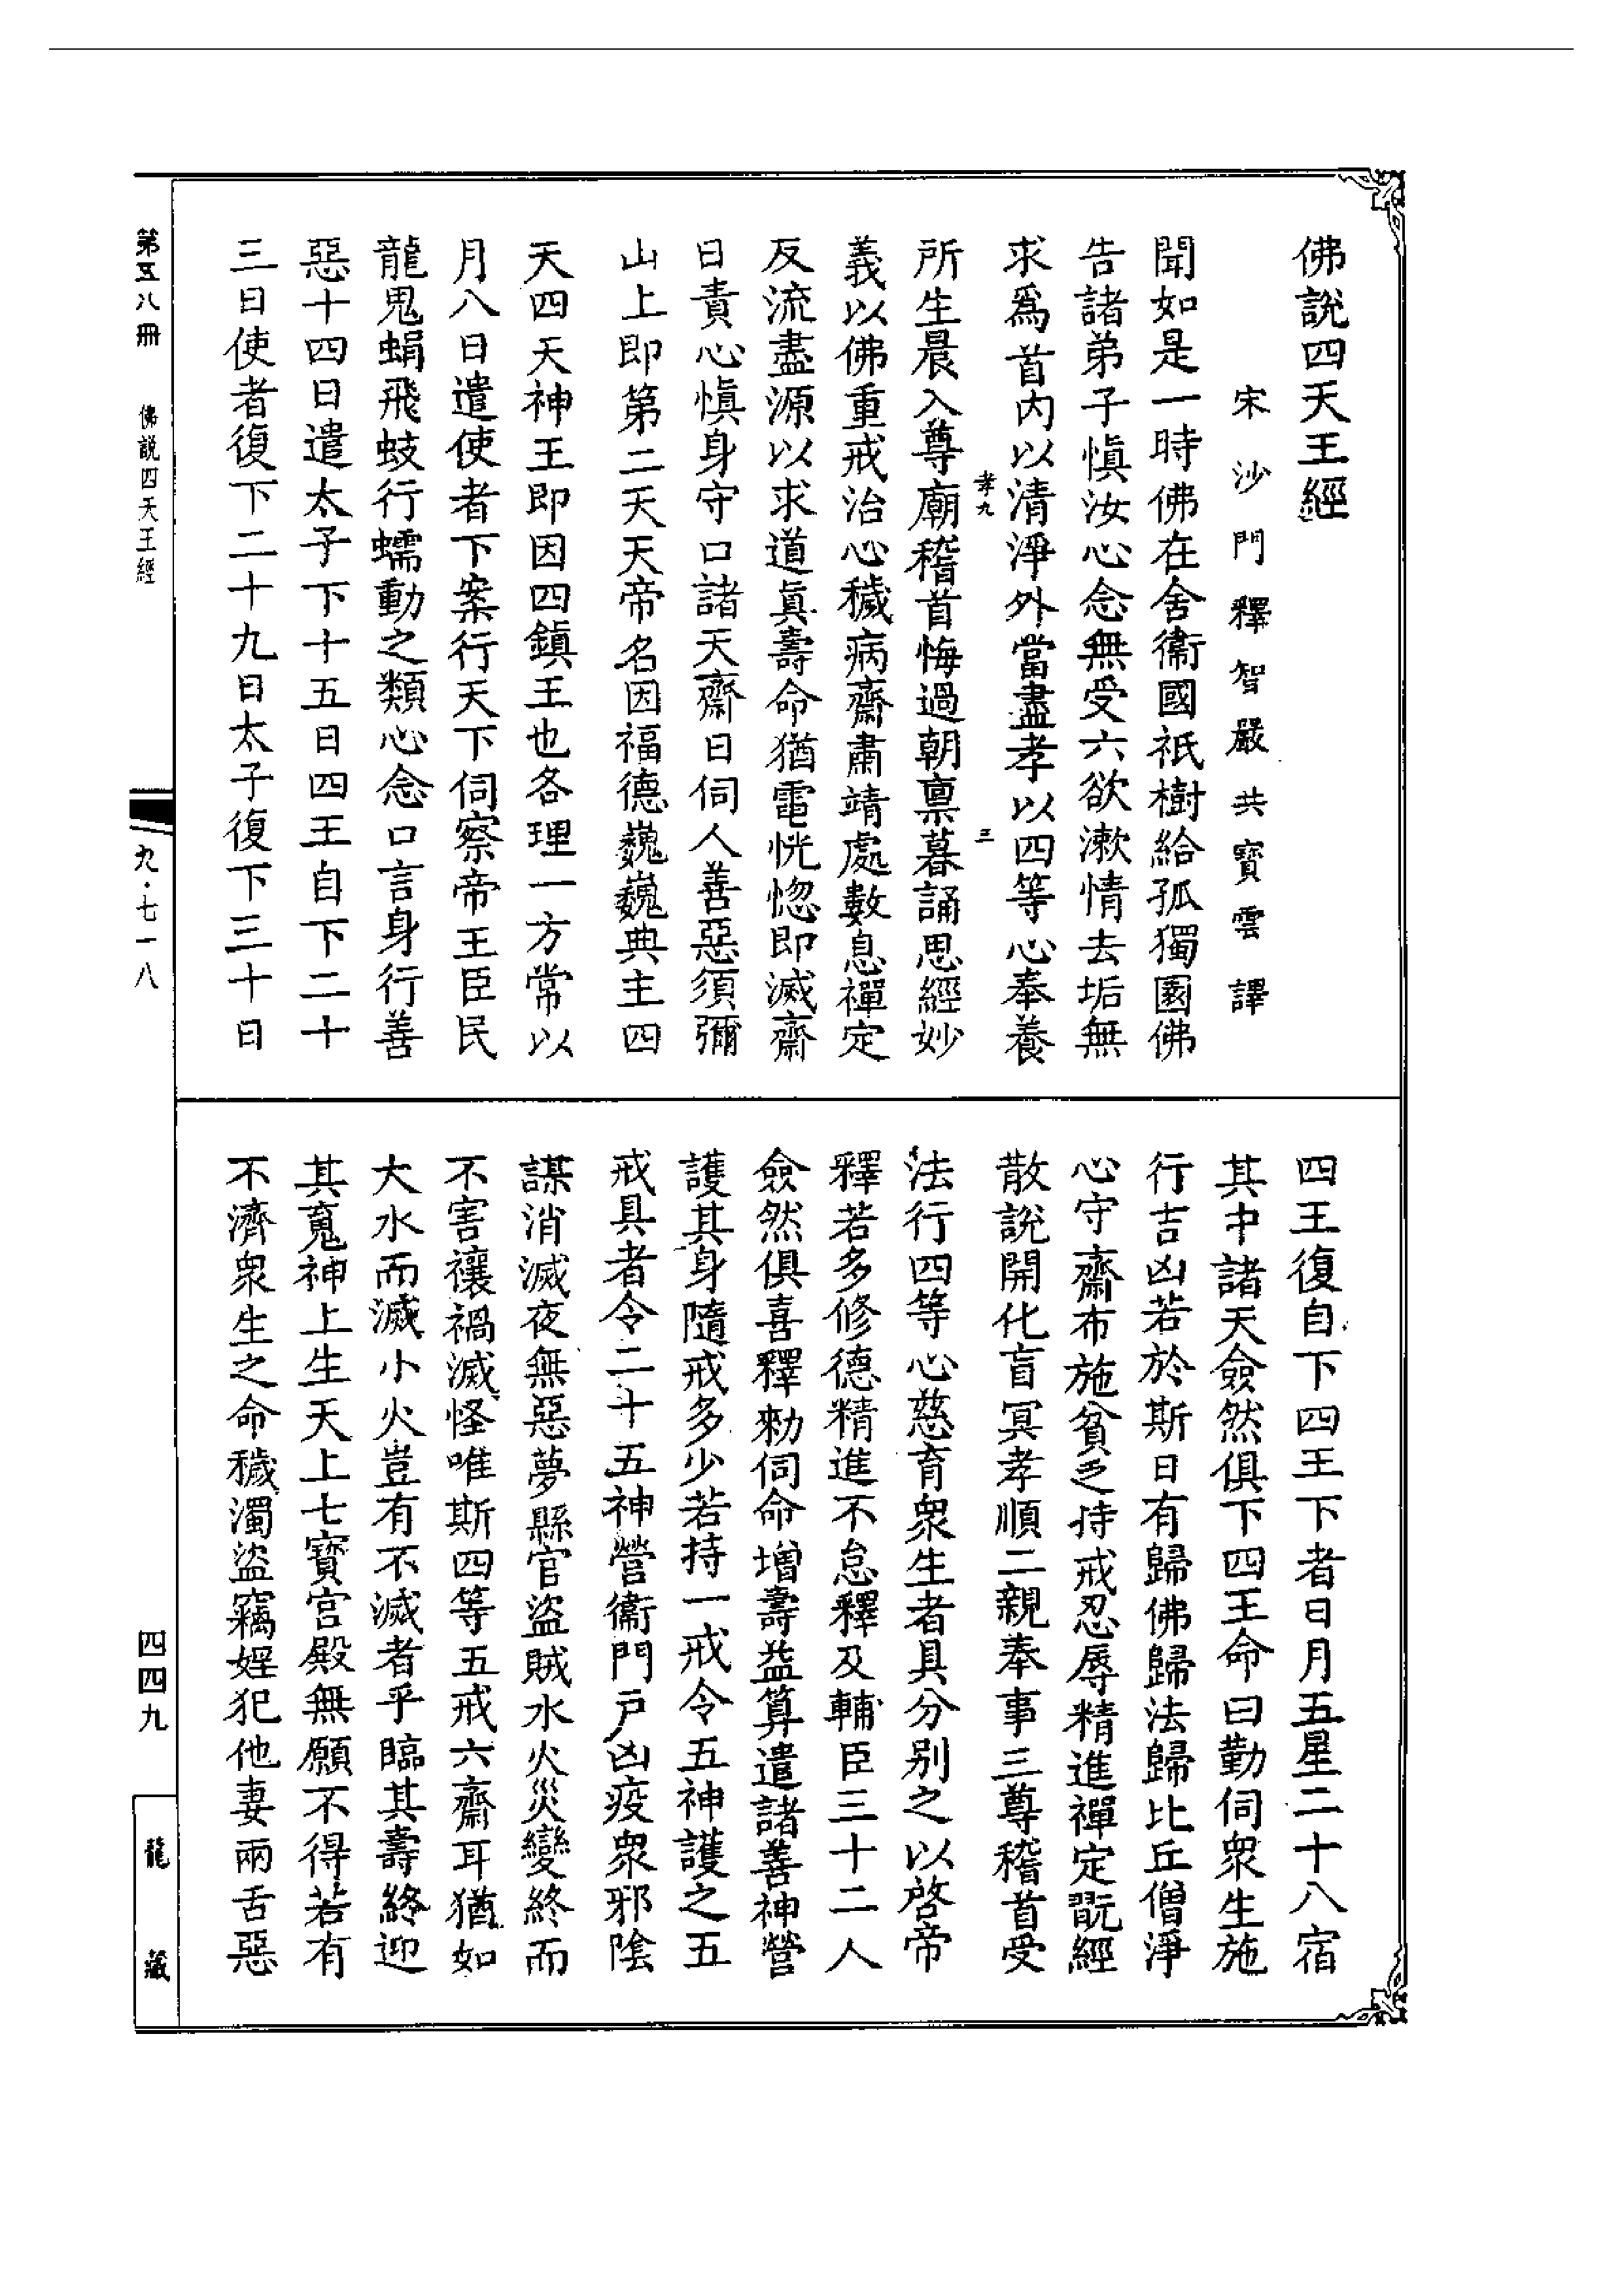 佛說四天王經
宋沙門釋智嚴共寶雲譯
聞如是一時佛在舍衞國祇樹給孤獨園佛
告諸弟子慎汝心念無受六欲漱情去垢無
求爲首內以清淨外當盡孝以四等心奉養
孝九 三
所生晨入尊廟稽首悔過朝稟暮誦思經妙
義以佛重戒治心穢病齋肅靖處數息禪定
反流盡源以求道眞壽命猶電恍惚即滅齋
日責心慎身守口諸天齋日伺人善惡須彌
山上即第二天天帝名因福德巍巍典主四
天四天神王即因四鎮王也各理一方常以
月八日遣使者下案行天下伺察帝王臣民
龍鬼蜎飛蚑行蠕動之類心念口言身行善
惡十四日遣太子下十五日四王自下二十
三日使者復下二十九日太子復下三十日
四王復自下四王下者日月五星二十八宿
其中諸天僉然俱下四王命曰勤伺衆生施
行吉凶若於斯日有歸佛歸法歸比丘僧淨
心守齋布施貧乏持戒忍辱精進禪定翫經
散說開化盲冥孝順二親奉事三尊稽首受
法行四等心慈育衆生者具分別之以啓帝
釋若多修德精進不怠釋及輔臣三十二人
僉然俱喜釋勑伺命增壽益算遣諸善神營
護其身隨戒多少若持一戒令五神護之五
戒具者令二十五神營衞門戶凶疫衆邪陰
謀消滅夜無惡夢縣官盜賊水火災變終而
不害禳禍滅怪唯斯四等五戒六齋耳猶如
大水而滅小火豈有不滅者乎臨其壽終迎
其䰟神上生天上七寶宮殿無願不得若有
不濟衆生之命穢濁盜竊婬犯他妻兩舌惡
第五八冊 佛說四天王經
九·七一八
四四九
龍藏